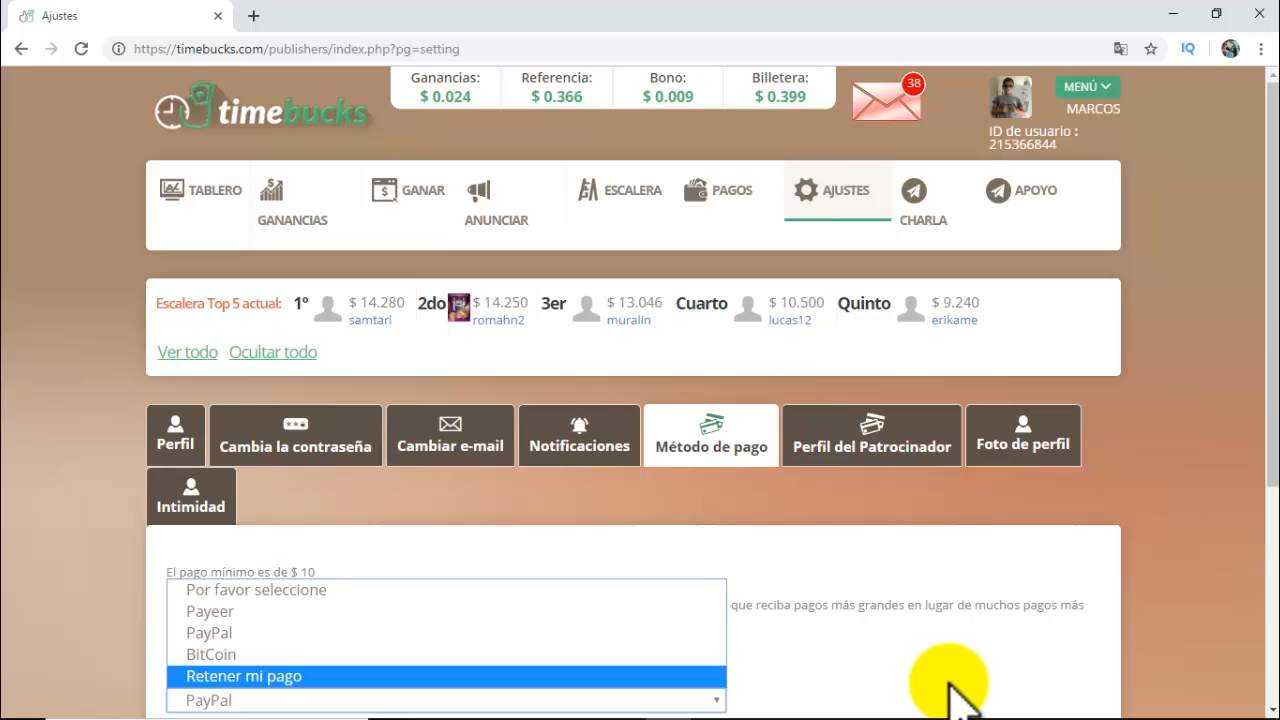 Ajustes
https://timebucks.com/publishers/index.php?pg=setting
IQ
timebucks
Ganancias:
$ 0.024
Referencia:
$ 0.366
Bono:
$ 0.009
Billetera:
$ 0.399
38
MENÚ
MARCOS
ID de usuario :
215366844
TABLERO
GANANCIAS
GANAR
ANUNCIAR
ESCALERA
PAGOS
AJUSTES
CHARLA
APOYO
Escalera Top 5 actual:
1º
$ 14.280
samtarl
2do
$ 14.250
romahn2
3er
$ 13.046
muralin
Cuarto
$ 10.500
lucas12
Quinto
$ 9.240
erikame
Ver todo
Ocultar todo
Perfil
Cambia la contraseña
Cambiar e-mail
Notificaciones
Método de pago
Perfil del Patrocinador
Foto de perfil
Intimidad
El pago mínimo es de $ 10
que reciba pagos más grandes en lugar de muchos pagos más
Por favor seleccione
Payeer
PayPal
BitCoin
Retener mi pago
PayPal